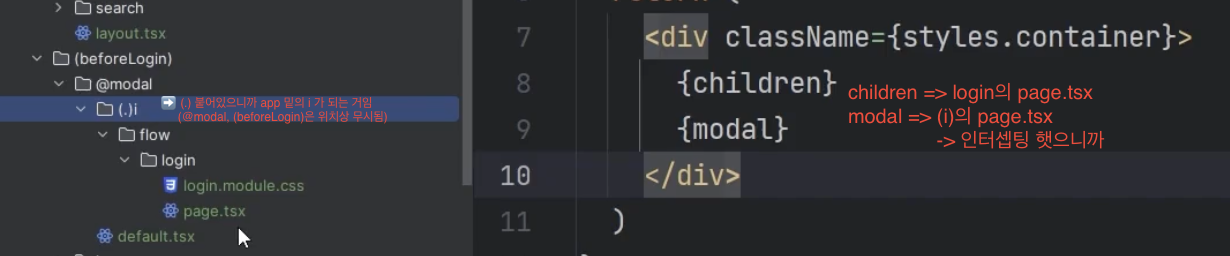 search
layout.tsx
(beforeLogin)
@modal
(.)i
➡ (.) 붙어있으니까 app 밑의 i 가 되는 거임
(@modal, (beforeLogin)은 위치상 무시됨)
flow
login
login.module.css
page.tsx
default.tsx
7 <div className={styles.container}>
8 {children}
9 {modal}
10 </div>
11 )
children => login의 page.tsx
modal => (i)의 page.tsx
-> 인터셉팅 햇으니까